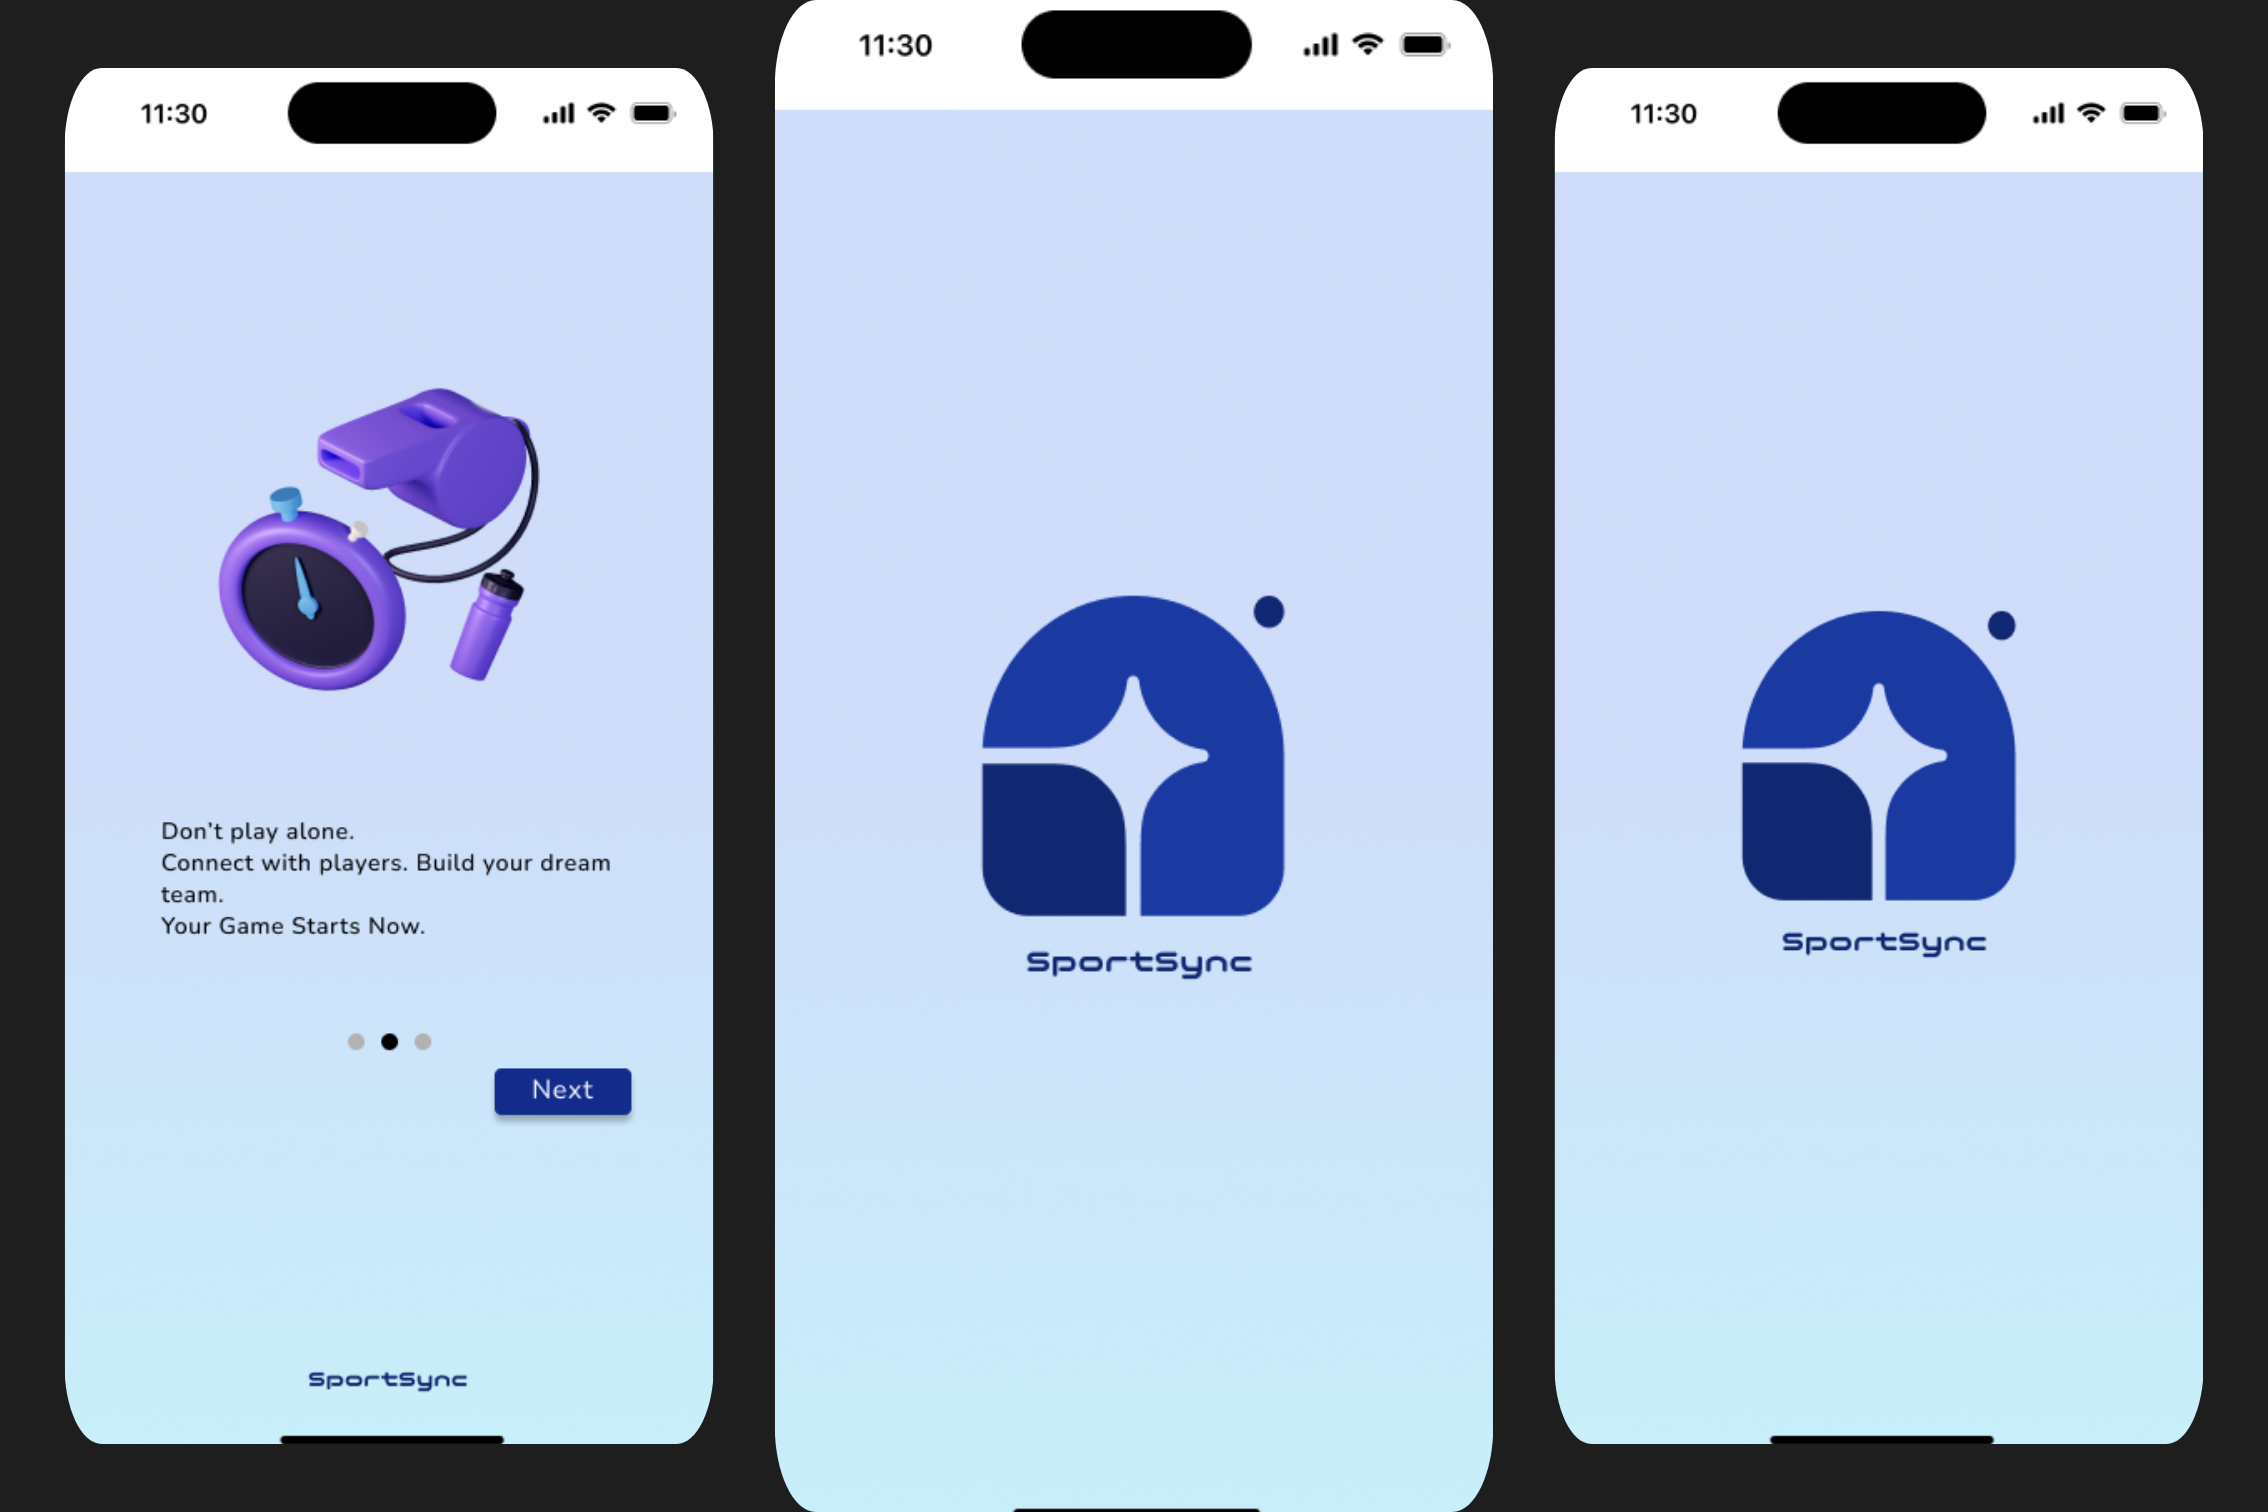 11:30
Don't play alone.
Connect with players. Build your dream
team.
Your Game Starts Now.
Next
SportSync
11:30
SportSync
11:30
SportSync